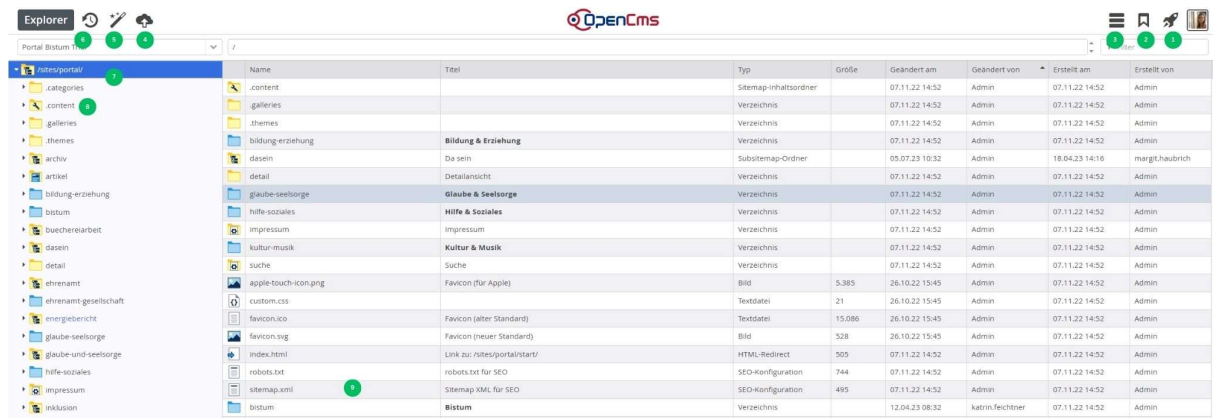 Explorer
OpenCms
6 5 4 3 2 1
Portal Bistum /
/sites/portal/ 7 Name Titel Typ Größe Geändert am Geändert von Erstellt am Erstellt von
.categories .content Sitemap-Inhaltsordner 07.11.22 14:52 Admin 07.11.22 14:52 Admin
.content 8 .galleries Verzeichnis 07.11.22 14:52 Admin 07.11.22 14:52 Admin
.galleries .themes Verzeichnis 07.11.22 14:52 Admin 07.11.22 14:52 Admin
.themes bildung-erziehung Bildung & Erziehung Verzeichnis 07.11.22 14:52 Admin 07.11.22 14:52 Admin
archiv dasein Da sein Subsitemap-Ordner 05.07.23 10:32 Admin 18.04.23 14:16 margit.haubrich
artikel detail Detailansicht Verzeichnis 07.11.22 14:52 Admin 07.11.22 14:52 Admin
bildung-erziehung glaube-seelsorge Glaube & Seelsorge Verzeichnis 07.11.22 14:52 Admin 07.11.22 14:52 Admin
bistum hilfe-soziales Hilfe & Soziales Verzeichnis 07.11.22 14:52 Admin 07.11.22 14:52 Admin
buechereiarbeit impressum Impressum Verzeichnis 07.11.22 14:52 Admin 07.11.22 14:52 Admin
dasein kultur-musik Kultur & Musik Verzeichnis 07.11.22 14:52 Admin 07.11.22 14:52 Admin
detail suche Suche Verzeichnis 07.11.22 14:52 Admin 07.11.22 14:52 Admin
ehrenamt apple-touch-icon.png Favicon (für Apple) Bild 5.385 26.10.22 15:45 Admin 07.11.22 14:52 Admin
ehrenamt-gesellschaft custom.css Textdatei 21 26.10.22 15:45 Admin 07.11.22 14:52 Admin
energiebericht favicon.ico Favicon (alter Standard) Textdatei 15.086 26.10.22 15:45 Admin 07.11.22 14:52 Admin
glaube-seelsorge favicon.svg Favicon (neuer Standard) Bild 528 26.10.22 15:45 Admin 07.11.22 14:52 Admin
glaube-und-seelsorge index.html Link zu: /sites/portal/start/ HTML-Redirect 505 07.11.22 14:52 Admin 07.11.22 14:52 Admin
hilfe-soziales robots.txt robots.txt für SEO SEO-Konfiguration 744 07.11.22 14:52 Admin 07.11.22 14:52 Admin
impressum sitemap.xml 9 Sitemap XML für SEO SEO-Konfiguration 495 07.11.22 14:52 Admin 07.11.22 14:52 Admin
inklusion bistum Bistum Verzeichnis 12.04.23 08:32 katrin.feichtner 07.11.22 14:52 Admin